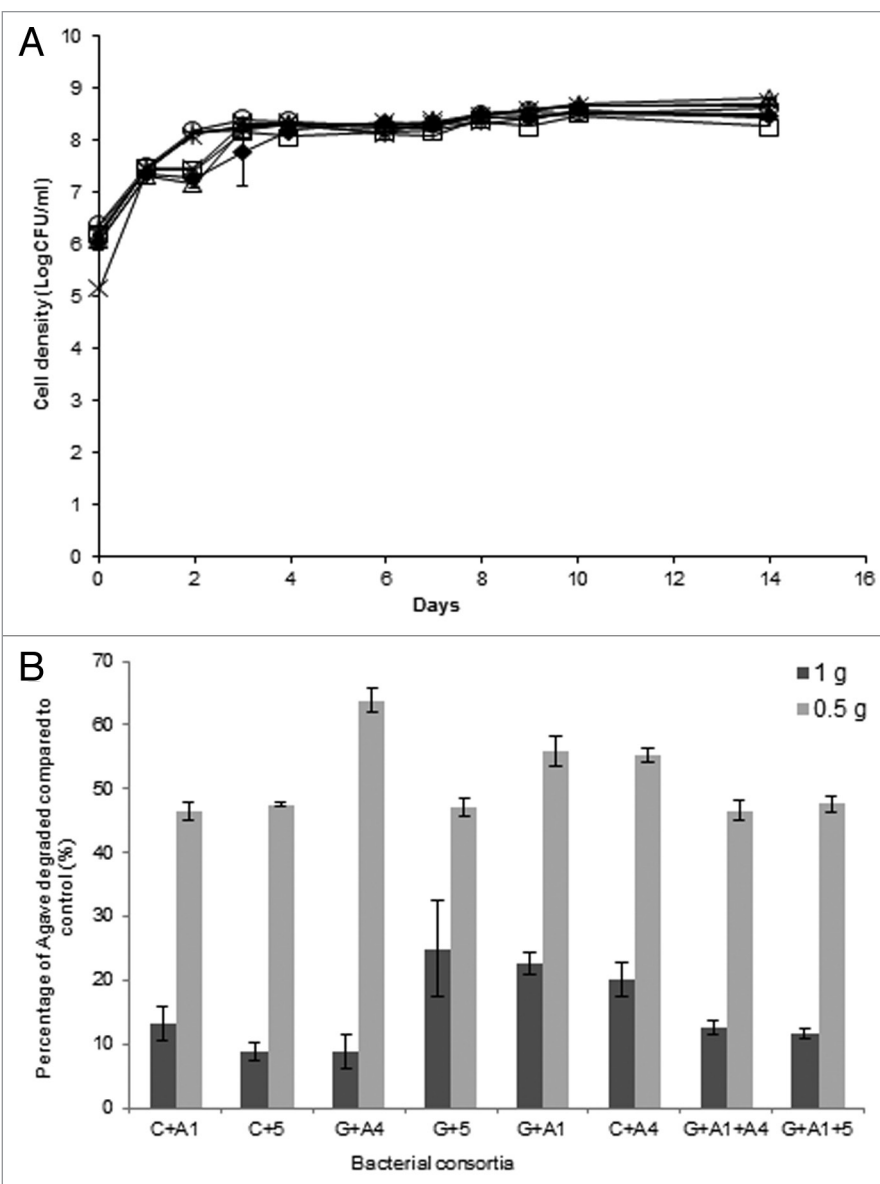 A
10
9
8
7
6
5
4
3
2
1
0
Cell density (LogCFU/ml)
0 2 4 6 8 10 12 14 16
Days
B
70
60
50
40
30
20
10
0
Percentage of Agave degraded compared to
control (%)
1 g
0.5 g
C+A1 C+5 G+A4 G+5 G+A1 C+A4 G+A1+A4 G+A1+5
Bacterial consortia